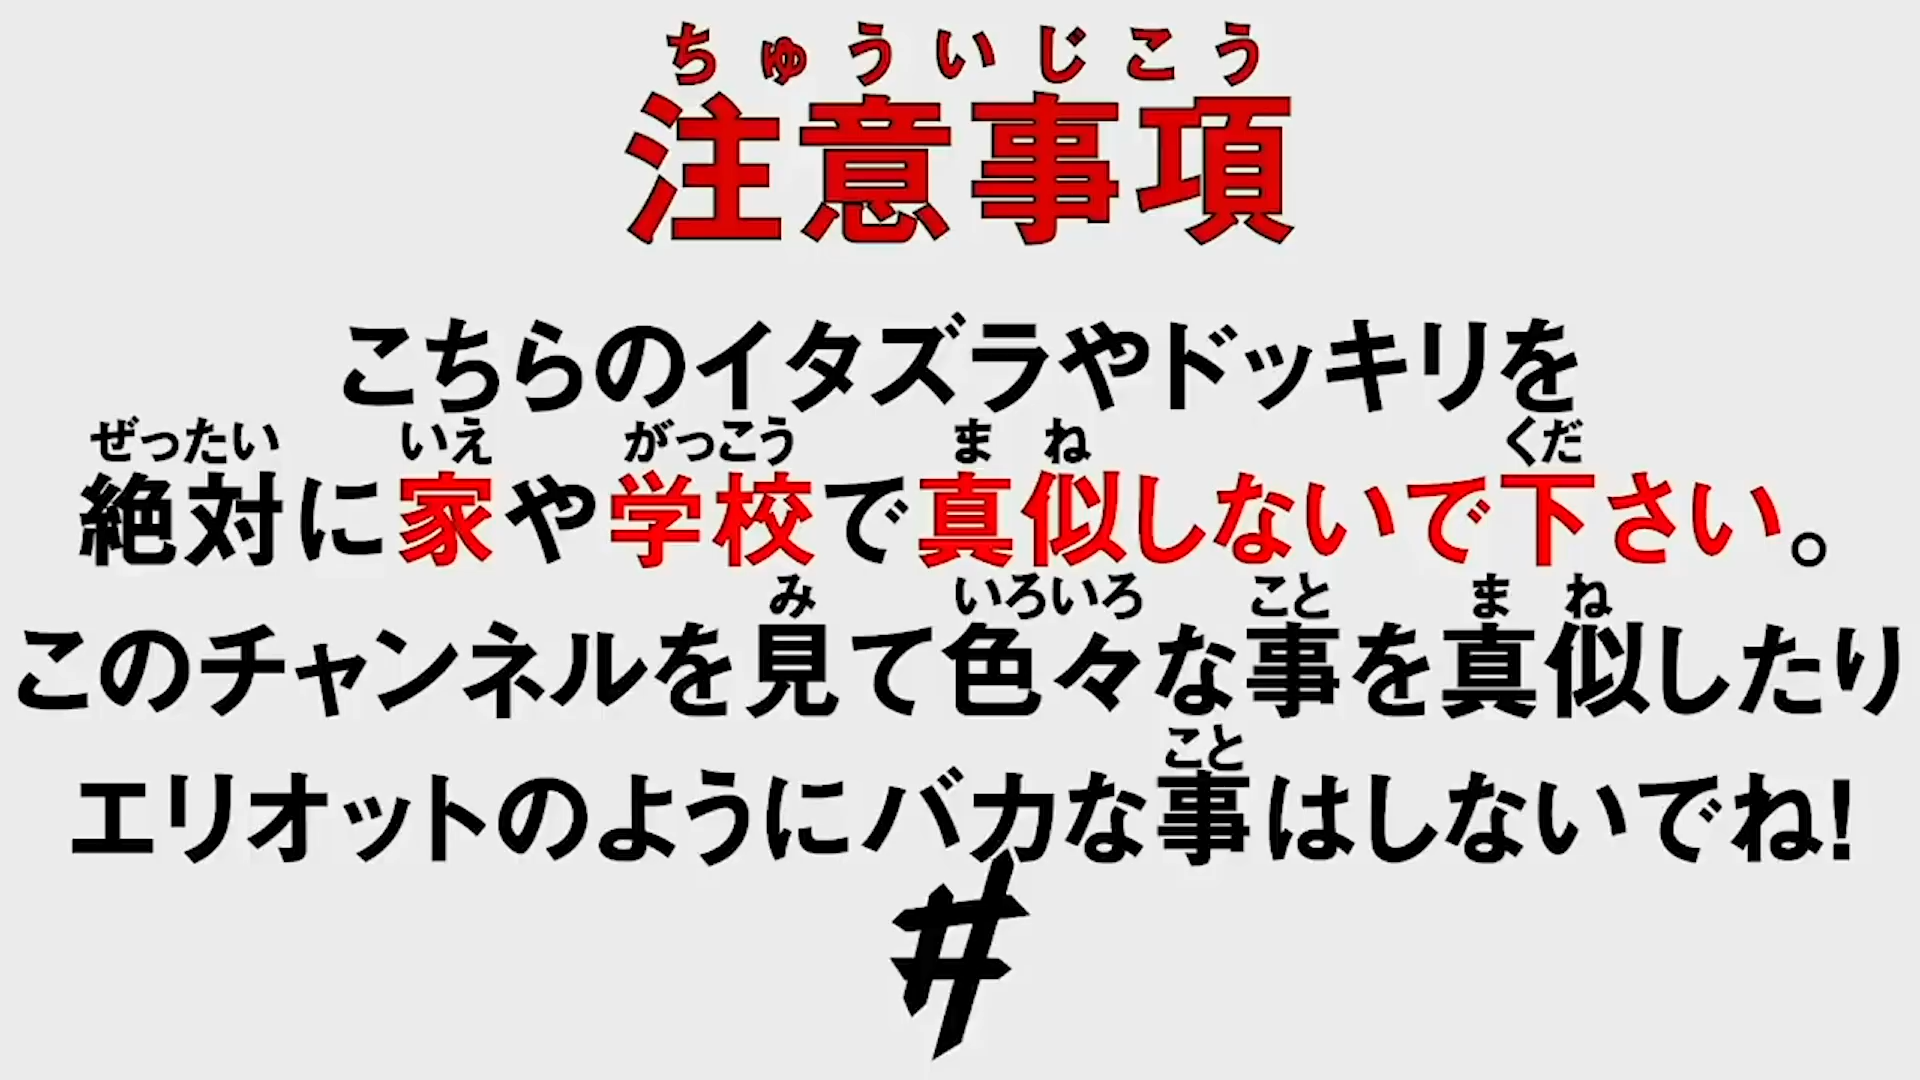 ちゅういじこう
注意事項
こちらのイタズラやドッキリを
ぜったい いえ がっこう まね くだ
絶対に家や学校で真似しないで下さい。
み いろいろ こと まね
このチャンネルを見て色々な事を真似したり
こと
エリオットのようにバカな事はしないでね!
#